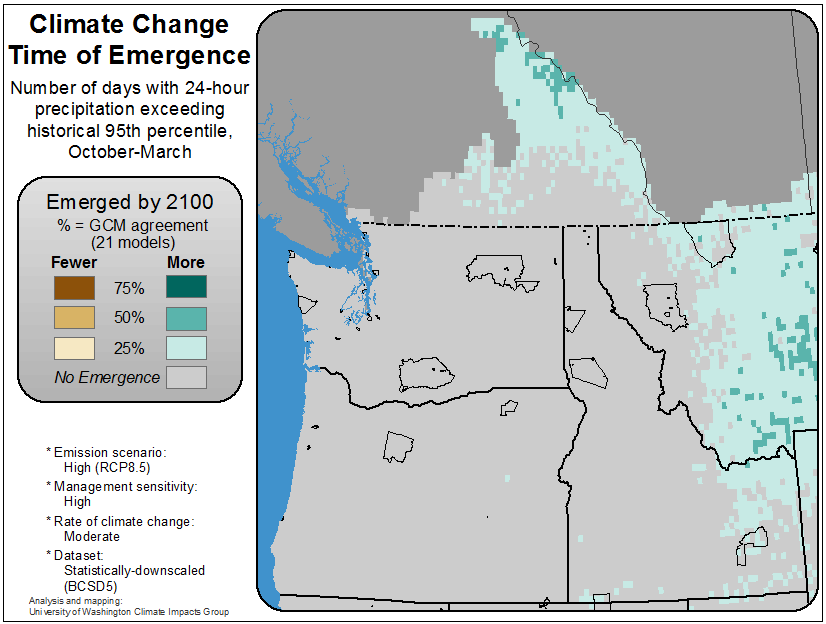 Climate Change
Time of Emergence
Number of days with 24-hour
precipitation exceeding
historical 95th percentile,
October-March
Emerged by 2100
% = GCM agreement
(21 models)
Fewer More
75%
50%
25%
No Emergence
* Emission scenario:
High (RCP8.5)
* Management sensitivity:
High
* Rate of climate change:
Moderate
* Dataset:
Statistically-downscaled
(BCSD5)
Analysis and mapping:
University of Washington Climate Impacts Group